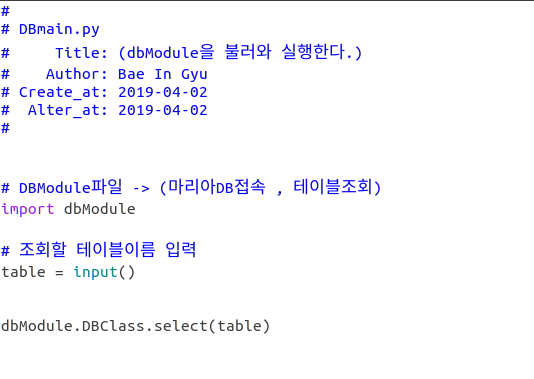 #
# DBmain.py
#     Title: (dbModule을 불러와 실행한다.)
#    Author: Bae In Gyu
# Create_at: 2019-04-02
#  Alter_at: 2019-04-02
#
# DBModule파일 -> (마리아DB접속 , 테이블조회)
import dbModule
# 조회할 테이블이름 입력
table = input()
dbModule.DBClass.select(table)